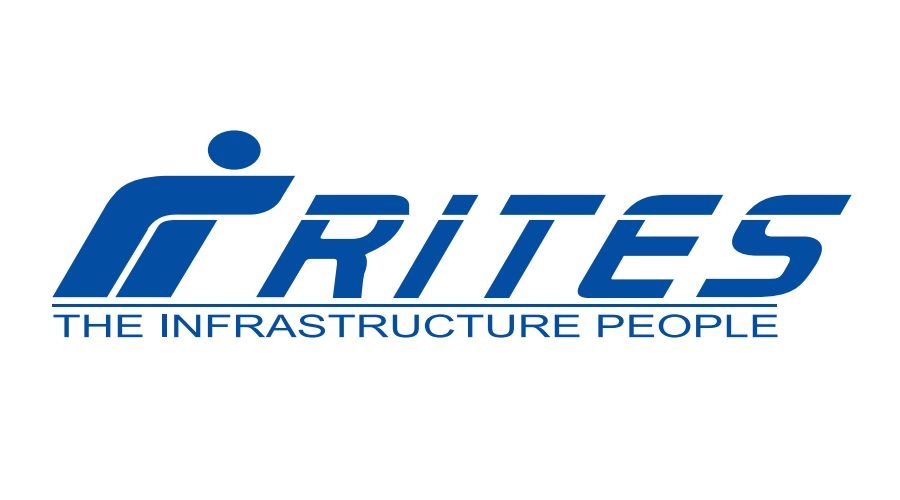 RITES
THE INFRASTRUCTURE PEOPLE